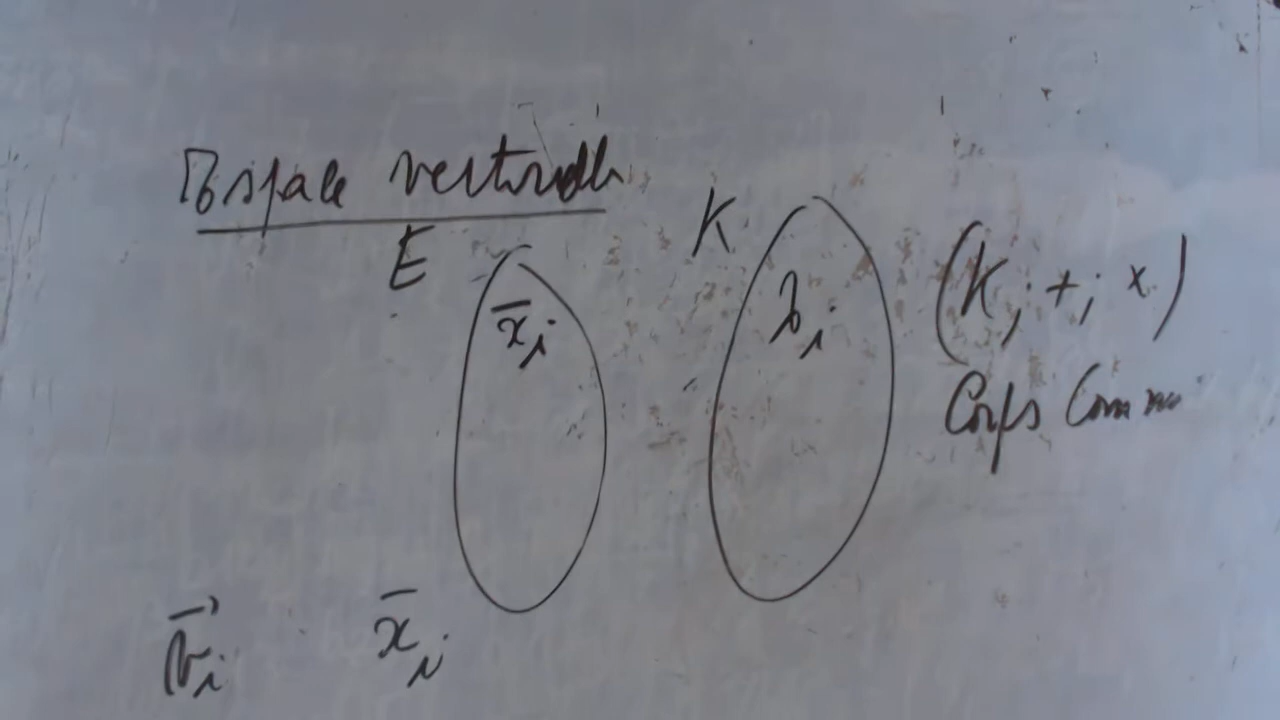 Espace vectoriel
E K
x̄ᵢ λᵢ (K; +; ×)
Corps Comm
v⃗ᵢ x̄ᵢ